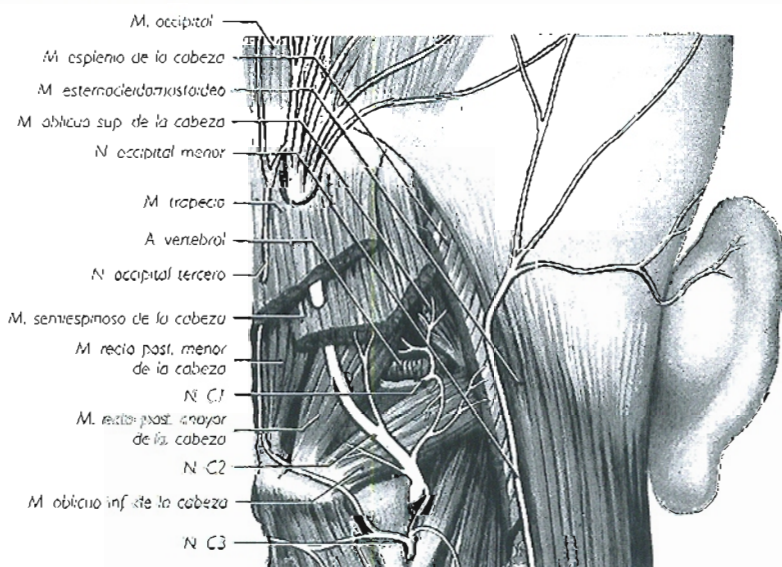 M. occipital
M. esplenio de la cabeza
M. esternocleidomastoideo
M. oblicuo sup. de la cabeza
N. occipital menor
M. trapecio
A. vertebral
N. occipital tercero
M. semiespinoso de la cabeza
M. recto post. menor
de la cabeza
N. C1
M. recto post. mayor
de la cabeza
N. C2
M. oblicuo inf. de la cabeza
N. C3